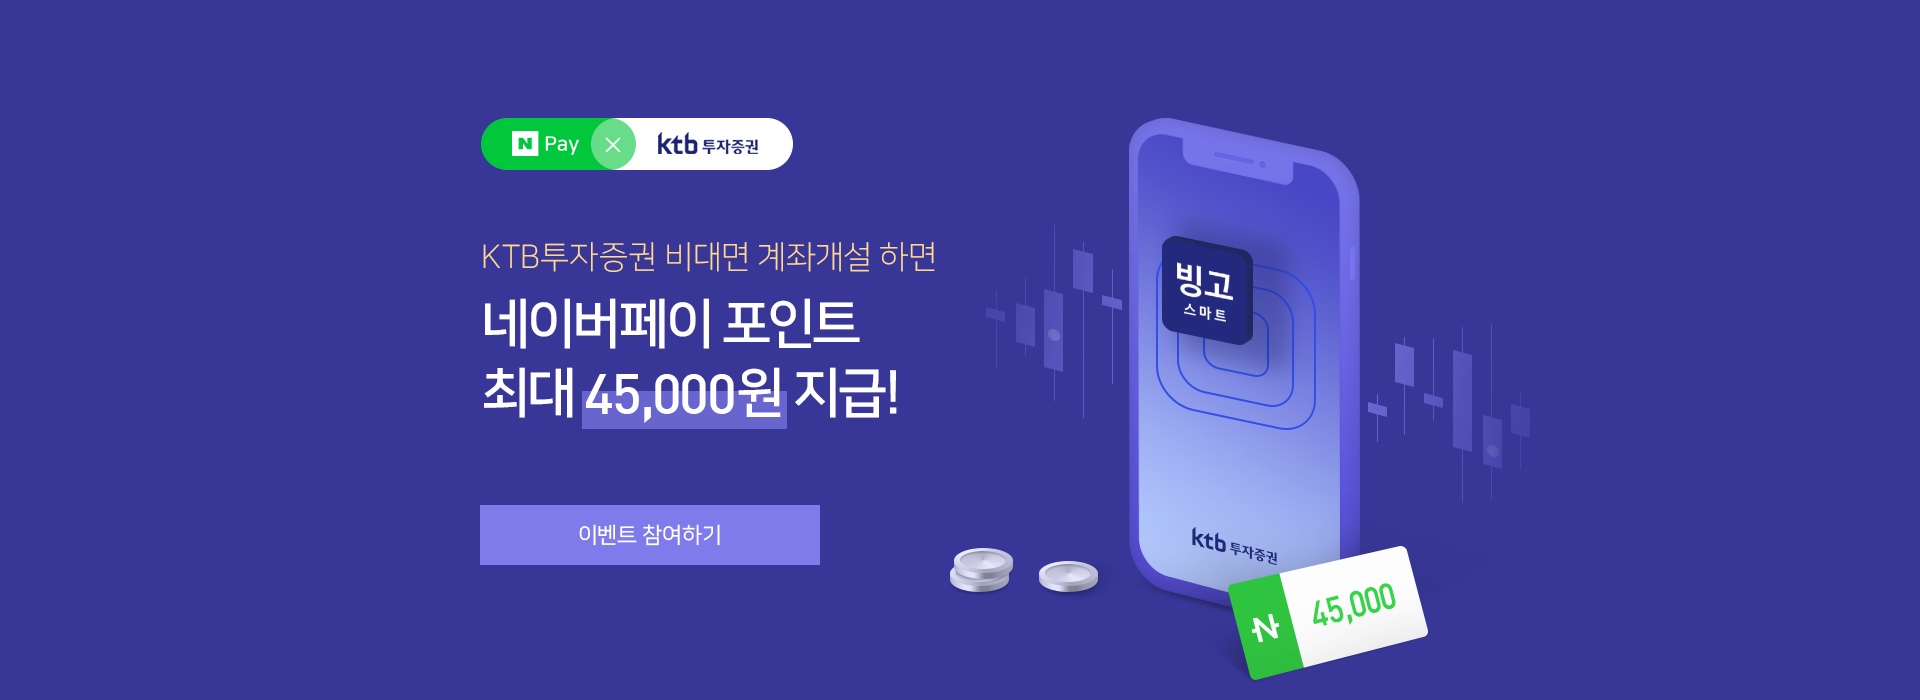 N Pay × ktb 투자증권
KTB투자증권 비대면 계좌개설 하면
네이버페이 포인트
최대 45,000원 지급!
이벤트 참여하기
빙고
스마트
ktb 투자증권
N 45,000